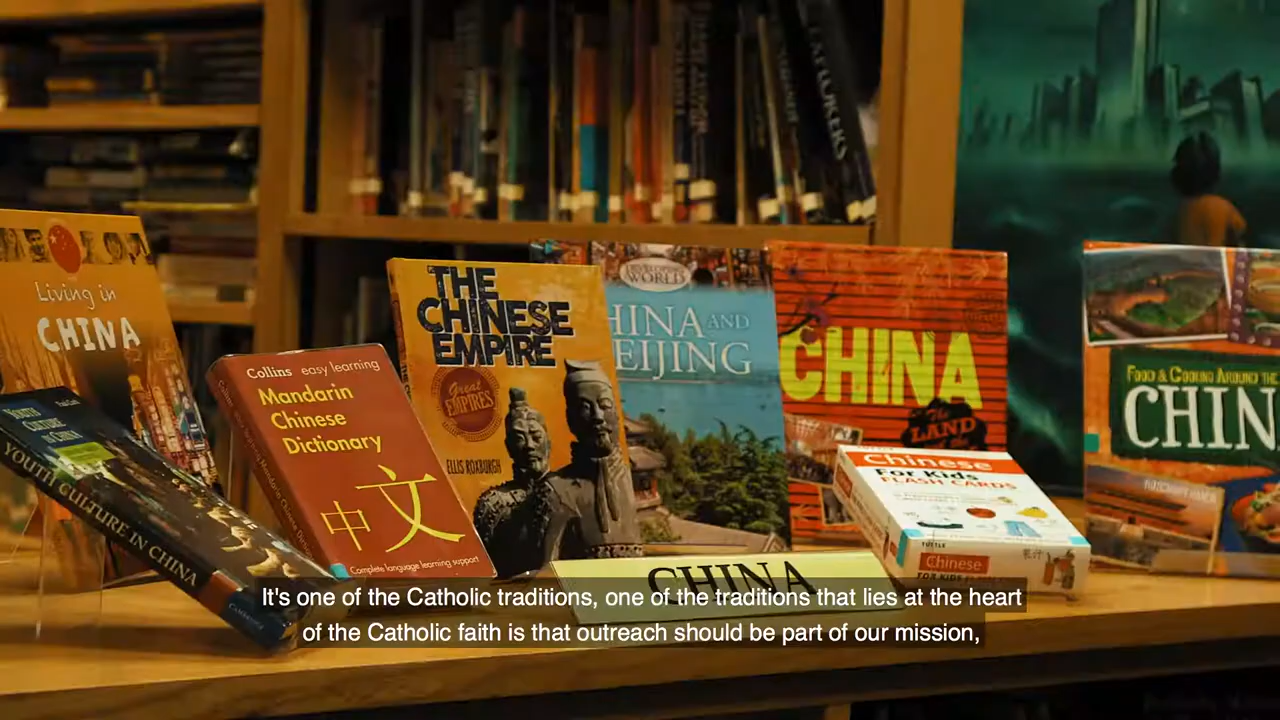 Living in
CHINA
YOUTH CULTURE IN CHINA
Collins easy learning
Mandarin
Chinese
Dictionary
中文
Complete language learning support
THE
CHINESE
EMPIRE
Great
EMPIRES
ELLIS ROXBURGH
WORLD
HINA AND
EIJING
CHINA
The
LAND
Chinese
FOR Kids
FLASH CARDS
TUTTLE
Chinese
FOR KIDS
FOOD & COOKING AROUND THE
CHIN
CHINA
It's one of the Catholic traditions, one of the traditions that lies at the heart
of the Catholic faith is that outreach should be part of our mission,